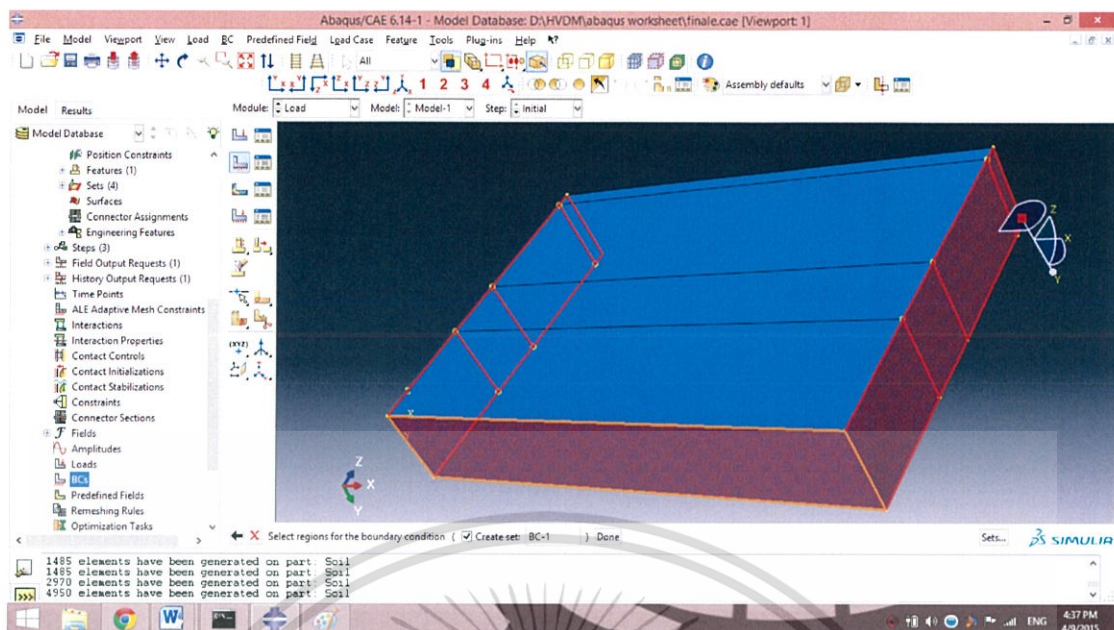 Abaqus/CAE 6.14-1 - Model Database: D:\HVDM\abaqus worksheet\finale.cae [Viewport: 1]
File Model Viewport View Load BC Predefined Field Load Case Feature Tools Plug-ins Help
All
1 2 3 4 Assembly defaults
Model Results Module: Load Model: Model-1 Step: Initial
Model Database
Position Constraints
Features (1)
Sets (4)
Surfaces
Connector Assignments
Engineering Features
Steps (3)
Field Output Requests (1)
History Output Requests (1)
Time Points
ALE Adaptive Mesh Constraints
Interactions
Interaction Properties
Contact Controls
Contact Initializations
Contact Stabilizations
Constraints
Connector Sections
Fields
Amplitudes
Loads
BCs
Predefined Fields
Remeshing Rules
Optimization Tasks
(XYZ)
Z
X
Y
Z
X
Y
Select regions for the boundary condition ( Create set: BC-1 ) Done Sets... SIMULIA
1485 elements have been generated on part: Soil
1485 elements have been generated on part: Soil
2970 elements have been generated on part: Soil
4950 elements have been generated on part: Soil
ENG 4:37 PM
4/9/2015